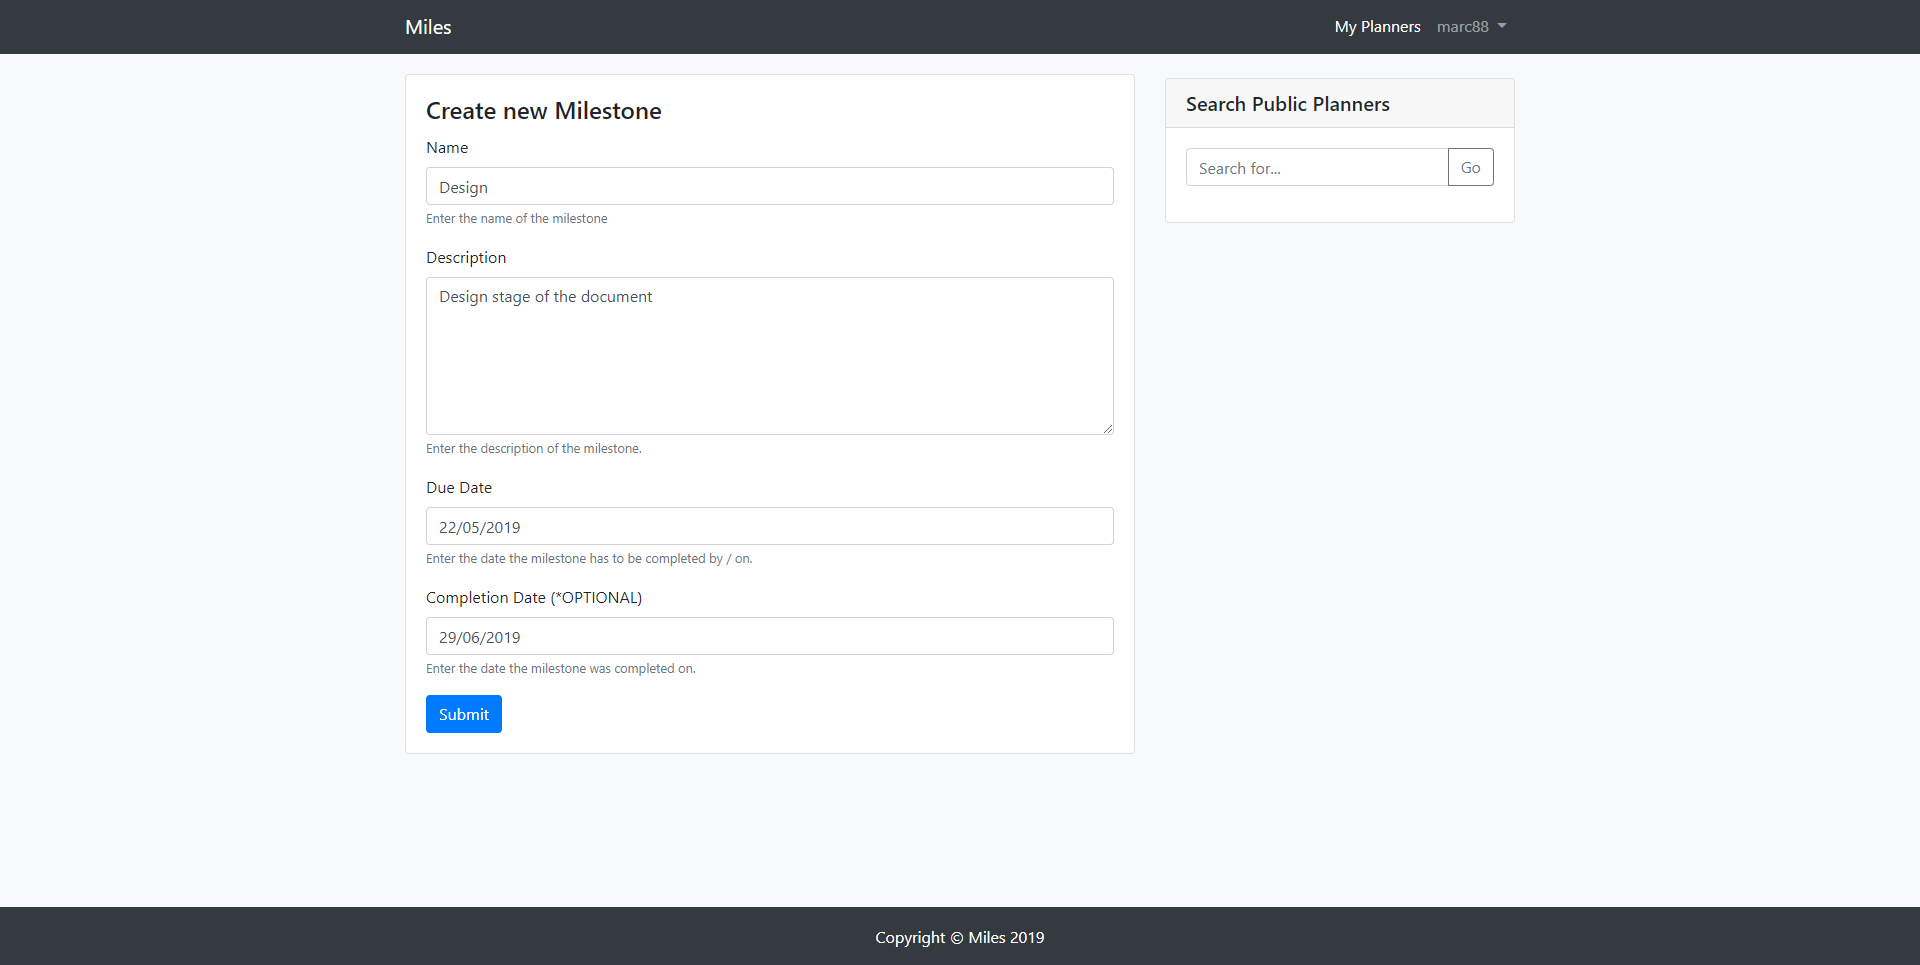 Miles
My Planners
marc88
Create new Milestone
Name
Design
Enter the name of the milestone
Description
Design stage of the document
Enter the description of the milestone.
Due Date
22/05/2019
Enter the date the milestone has to be completed by / on.
Completion Date (*OPTIONAL)
29/06/2019
Enter the date the milestone was completed on.
Submit
Search Public Planners
Search for...
Go
Copyright © Miles 2019